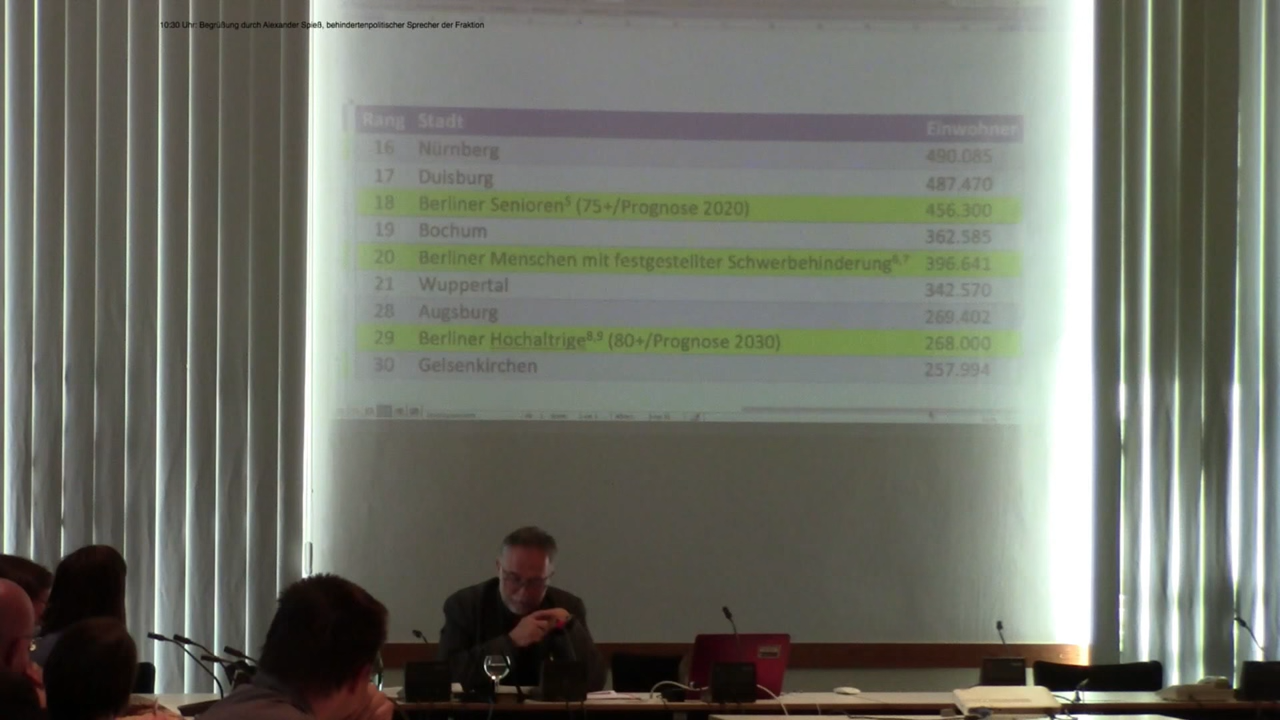 10:30 Uhr: Begrüßung durch Alexander Spieß, behindertenpolitischer Sprecher der Fraktion
Rang Stadt Einwohner
16 Nürnberg 490.085
17 Duisburg 487.470
18 Berliner Senioren⁵ (75+/Prognose 2020) 456.300
19 Bochum 362.585
20 Berliner Menschen mit festgestellter Schwerbehinderung⁶,⁷ 396.641
21 Wuppertal 342.570
28 Augsburg 269.402
29 Berliner Hochaltrige⁸,⁹ (80+/Prognose 2030) 268.000
30 Gelsenkirchen 257.994